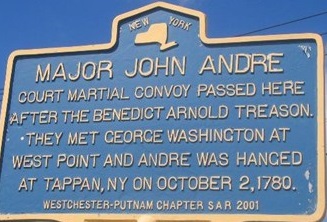 NEW YORK
MAJOR JOHN ANDRE
COURT MARTIAL CONVOY PASSED HERE
AFTER THE BENEDICT ARNOLD TREASON.
THEY MET GEORGE WASHINGTON AT
WEST POINT AND ANDRE WAS HANGED
AT TAPPAN, NY ON OCTOBER 2, 1780.
WESTCHESTER-PUTNAM CHAPTER SAR 2001